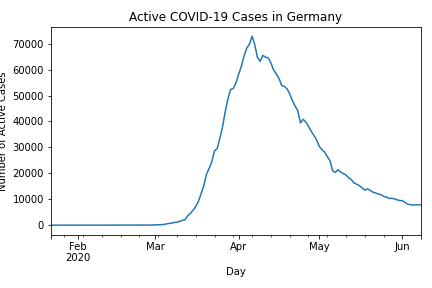 Active COVID-19 Cases in Germany
Number of Active Cases
70000
60000
50000
40000
30000
20000
10000
0
Feb
2020
Mar
Apr
May
Jun
Day